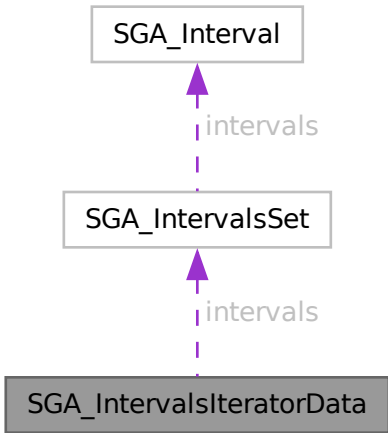 SGA_Interval
intervals
SGA_IntervalsSet
intervals
SGA_IntervalsIteratorData